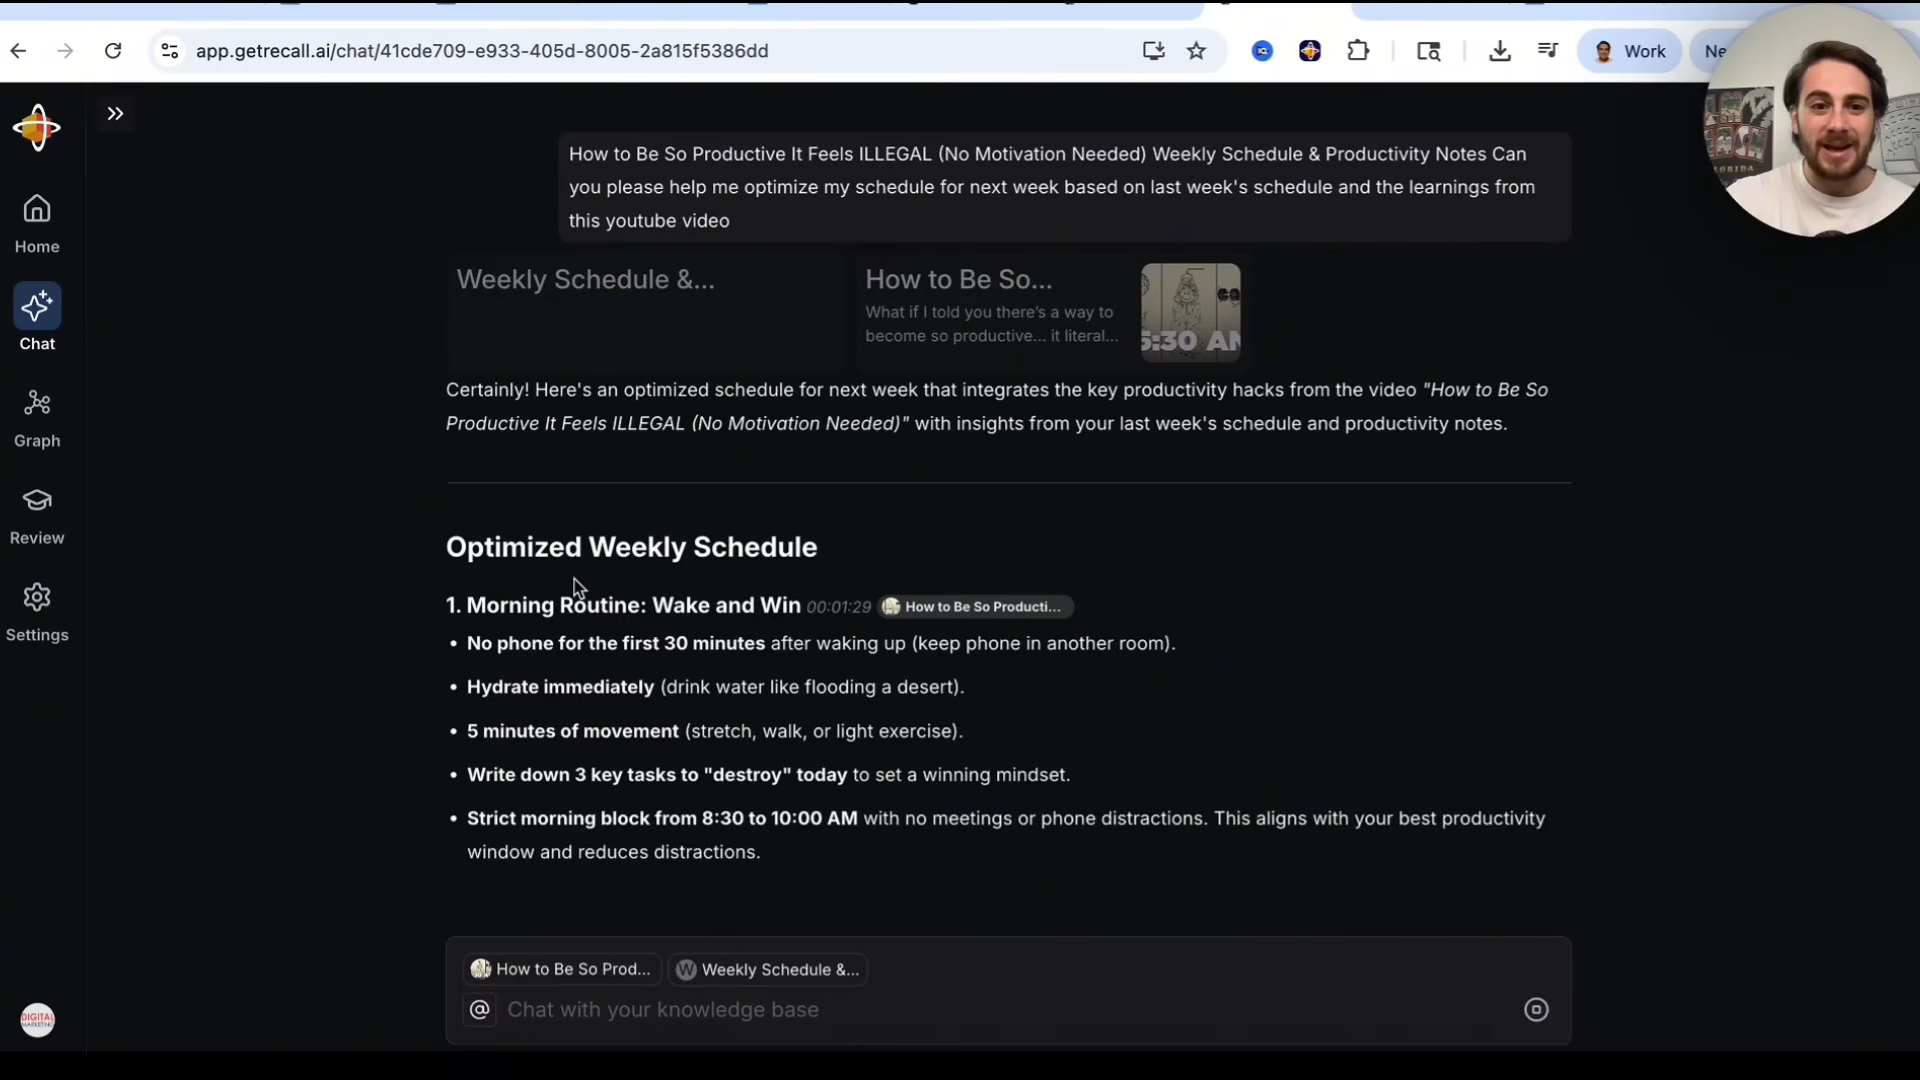 app.getrecall.ai/chat/41cde709-e933-405d-8005-2a815f5386dd
Work
Home
Chat
Graph
Review
Settings
DIGITAL
MARKETING
How to Be So Productive It Feels ILLEGAL (No Motivation Needed) Weekly Schedule & Productivity Notes Can
you please help me optimize my schedule for next week based on last week's schedule and the learnings from
this youtube video
Weekly Schedule &...
How to Be So...
What if I told you there's a way to
become so productive... it literal...
5:30 AM
Certainly! Here's an optimized schedule for next week that integrates the key productivity hacks from the video "How to Be So
Productive It Feels ILLEGAL (No Motivation Needed)" with insights from your last week's schedule and productivity notes.
Optimized Weekly Schedule
1. Morning Routine: Wake and Win 00:01:29 How to Be So Producti...
• No phone for the first 30 minutes after waking up (keep phone in another room).
• Hydrate immediately (drink water like flooding a desert).
• 5 minutes of movement (stretch, walk, or light exercise).
• Write down 3 key tasks to "destroy" today to set a winning mindset.
• Strict morning block from 8:30 to 10:00 AM with no meetings or phone distractions. This aligns with your best productivity
window and reduces distractions.
How to Be So Prod...
W Weekly Schedule &...
@ Chat with your knowledge base